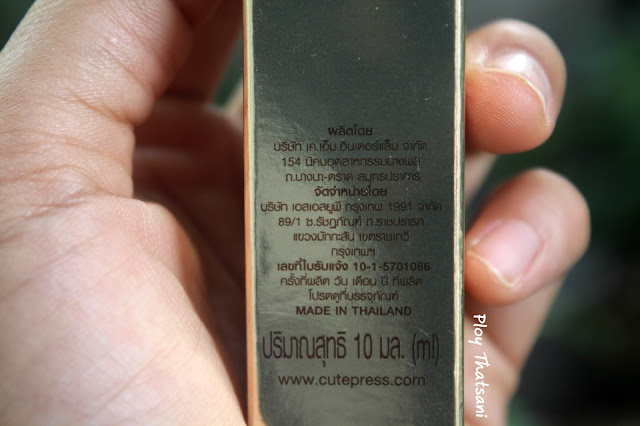 ผลิตโดย
บริษัท เค.เอ็ม.อินเตอร์แล็บ จำกัด
154 นิคมอุตสาหกรรมบางพลี
ถ.บางนา-ตราด สมุทรปราการ
จัดจำหน่ายโดย
บริษัท เอสเอสยูพี กรุงเทพ 1991 จำกัด
89/1 ซ.รัชฏภัณฑ์ ถ.ราชปรารภ
แขวงมักกะสัน เขตราชเทวี
กรุงเทพฯ
เลขที่ใบรับแจ้ง 10-1-5701086
ครั้งที่ผลิต วัน เดือน ปี ที่ผลิต
โปรดดูที่บรรจุภัณฑ์
MADE IN THAILAND
ปริมาณสุทธิ 10 มล. (ml)
www.cutepress.com
Ploy Thatsani